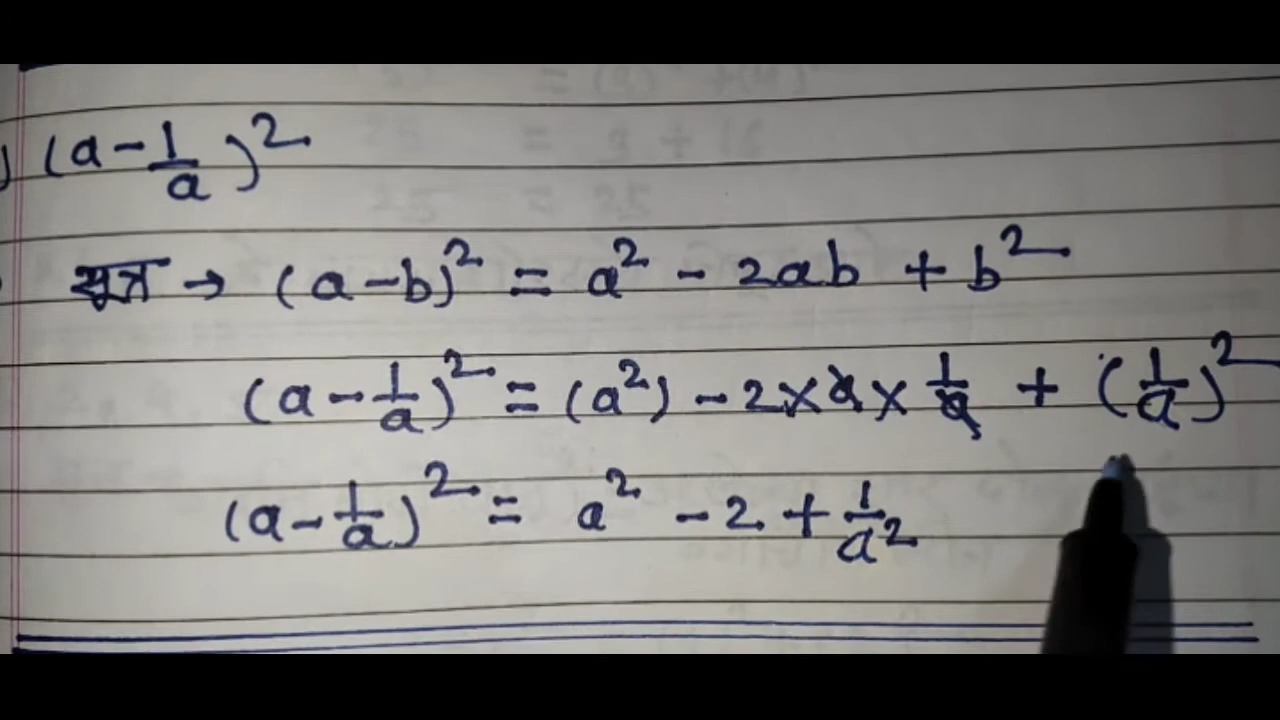 ) (a - 1/a)²
सूत्र → (a - b)² = a² - 2ab + b²
(a - 1/a)² = (a²) - 2 × a × 1/a + (1/a)²
(a - 1/a)² = a² - 2 + 1/a²